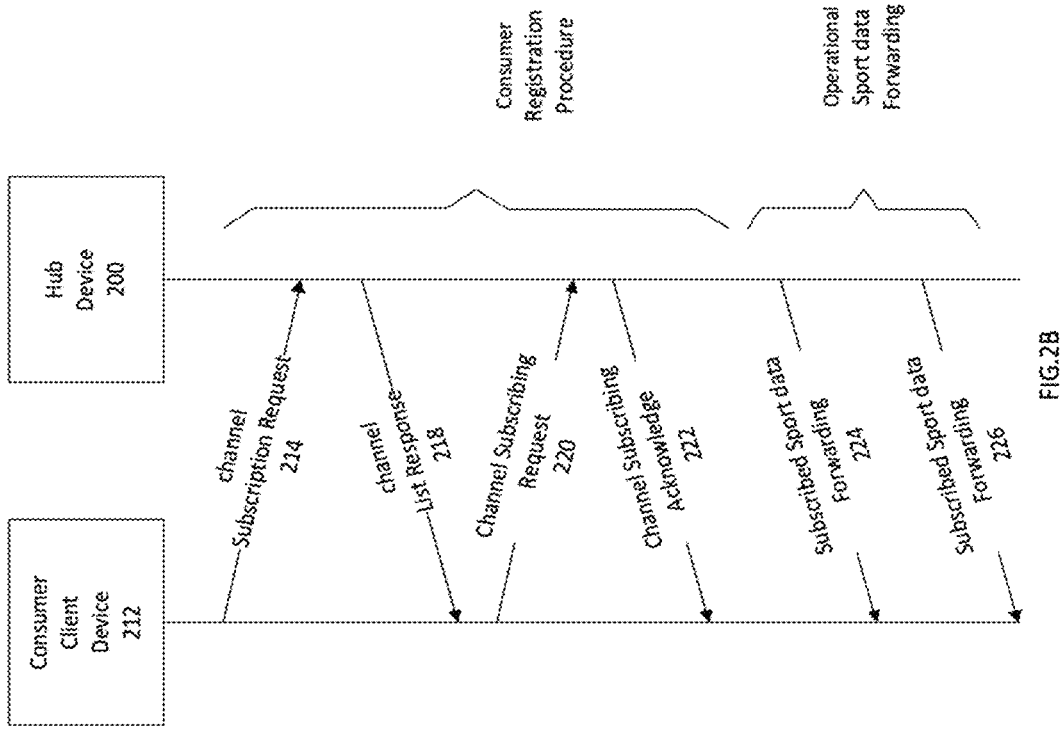 Consumer
Client
Device
212
Hub
Device
200
channel
Subscription Request
214
channel
List Response
218
Channel Subscribing
Request
220
Channel Subscribing
Acknowledge
222
Subscribed Sport data
Forwarding
224
Subscribed Sport data
Forwarding
226
Consumer
Registration
Procedure
Operational
Sport data
Forwarding
FIG.2B